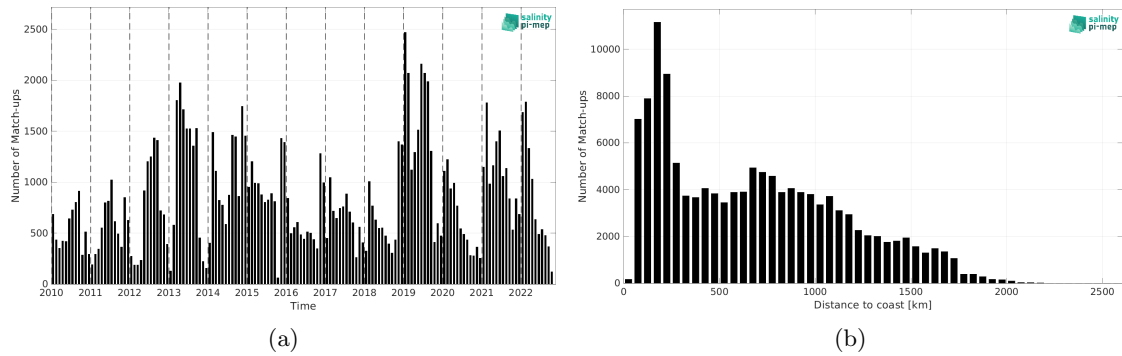 salinity
pi-mep
Number of Match-ups
2500
2000
1500
1000
500
0
2010 2011 2012 2013 2014 2015 2016 2017 2018 2019 2020 2021 2022
Time
(a)
salinity
pi-mep
Number of Match-ups
10000
8000
6000
4000
2000
0
0 500 1000 1500 2000 2500
Distance to coast [km]
(b)